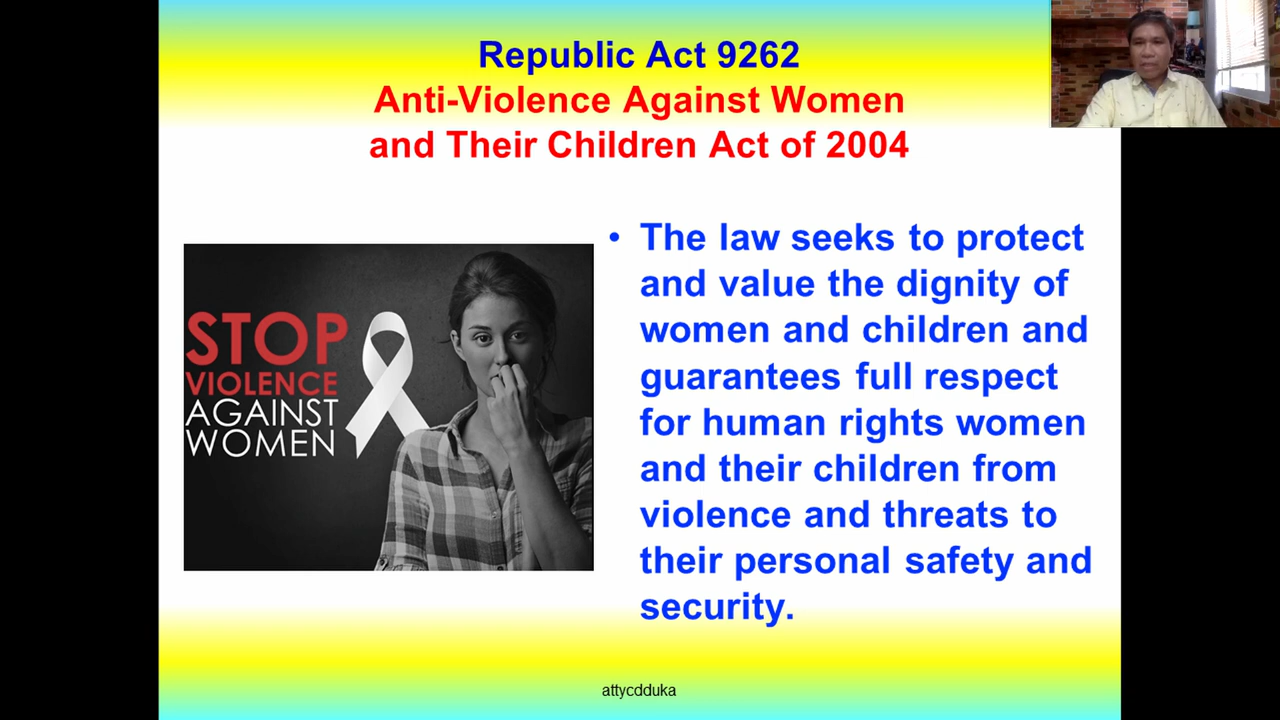 Republic Act 9262
Anti-Violence Against Women
and Their Children Act of 2004
STOP
VIOLENCE
AGAINST
WOMEN
• The law seeks to protect
and value the dignity of
women and children and
guarantees full respect
for human rights women
and their children from
violence and threats to
their personal safety and
security.
attycdduka